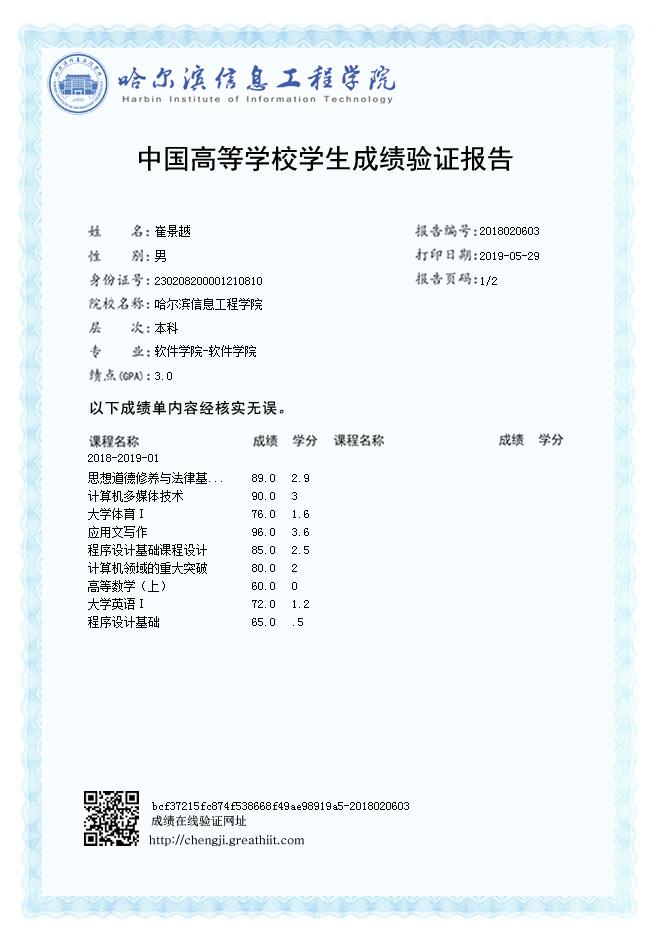 哈尔滨信息工程学院
Harbin Institute of Information Technology
中国高等学校学生成绩验证报告
姓 名: 崔景越 报告编号: 2018020603
性 别: 男 打印日期: 2019-05-29
身份证号: 230208200001210810 报告页码: 1/2
院校名称: 哈尔滨信息工程学院
层 次: 本科
专 业: 软件学院-软件学院
绩点(GPA): 3.0
以下成绩单内容经核实无误。
课程名称 成绩 学分 课程名称 成绩 学分
2018-2019-01
思想道德修养与法律基... 89.0 2.9
计算机多媒体技术 90.0 3
大学体育Ⅰ 76.0 1.6
应用文写作 96.0 3.6
程序设计基础课程设计 85.0 2.5
计算机领域的重大突破 80.0 2
高等数学（上） 60.0 0
大学英语Ⅰ 72.0 1.2
程序设计基础 65.0 .5
bcf37215fc874f538668f49ae98919a5-2018020603
成绩在线验证网址
http://chengji.greathiit.com